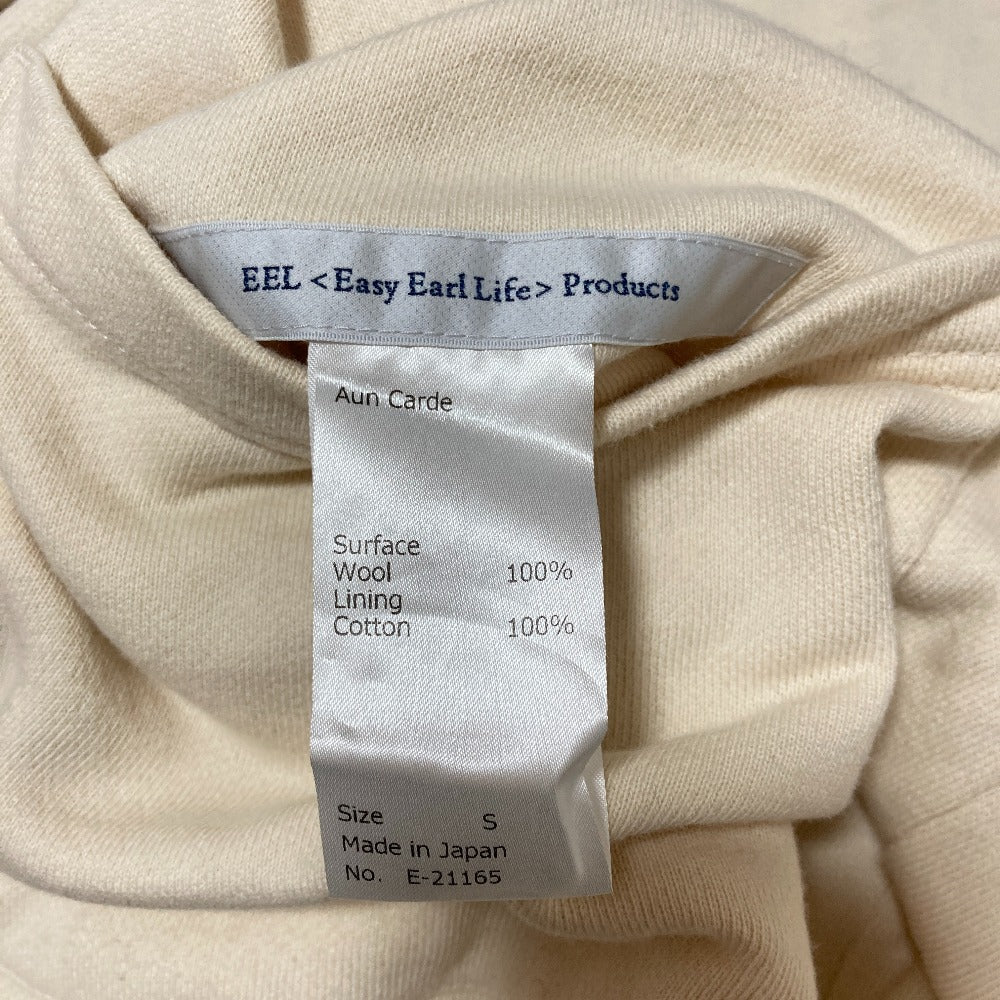 EEL <Easy Earl Life> Products
Aun Carde
Surface
Wool 100%
Lining
Cotton 100%
Size S
Made in Japan
No. E-21165